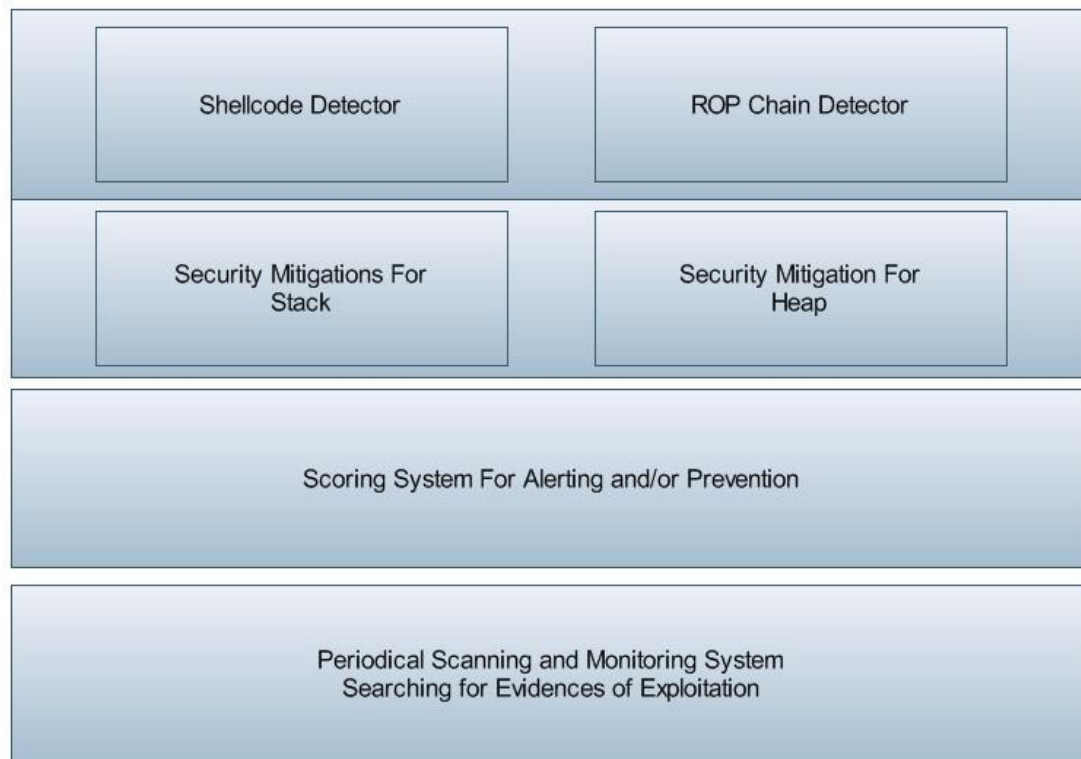 Shellcode Detector
ROP Chain Detector
Security Mitigations For
Stack
Security Mitigation For
Heap
Scoring System For Alerting and/or Prevention
Periodical Scanning and Monitoring System
Searching for Evidences of Exploitation